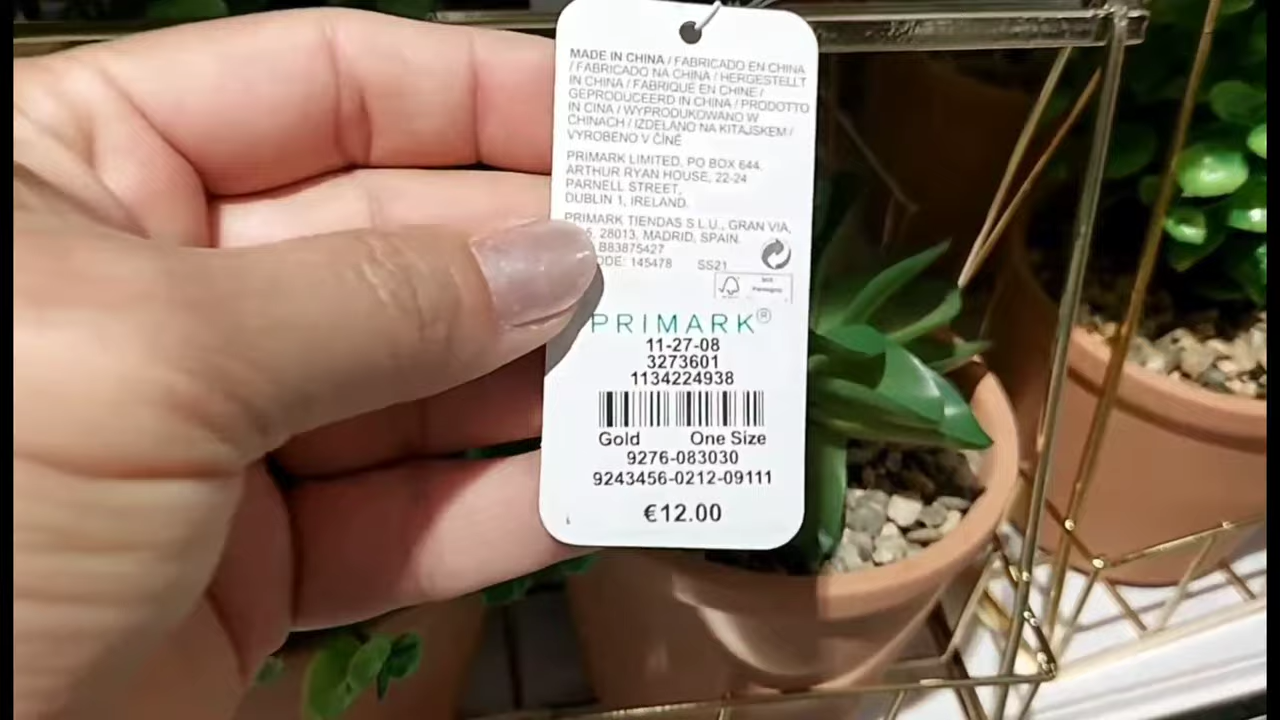 MADE IN CHINA / FABRICADO EN CHINA
/ FABRICADO NA CHINA / HERGESTELLT
IN CHINA / FABRIQUÉ EN CHINE /
GEPRODUCEERD IN CHINA / PRODOTTO
IN CINA / WYPRODUKOWANO W
CHINACH / IZDELANO NA KITAJSKEM /
VYROBENO V ČÍNĚ
PRIMARK LIMITED, PO BOX 644,
ARTHUR RYAN HOUSE, 22-24
PARNELL STREET,
DUBLIN 1, IRELAND.
PRIMARK TIENDAS S.L.U., GRAN VIA,
28013, MADRID, SPAIN.
B83875427
145478 SS21
PRIMARK®
11-27-08
3273601
1134224938
Gold One Size
9276-083030
9243456-0212-09111
€12.00